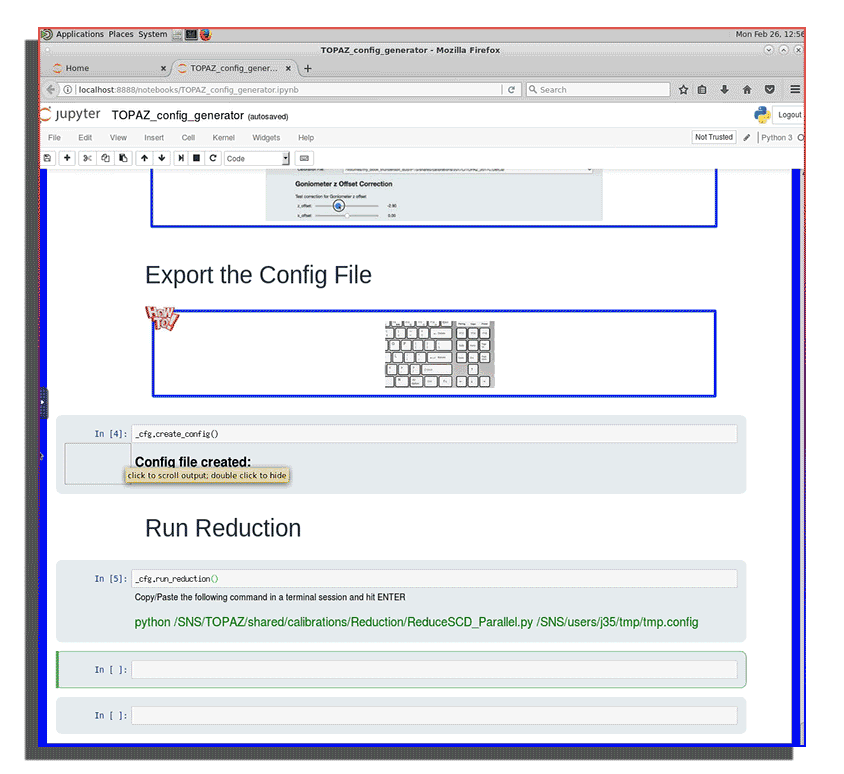 Applications Places System
Mon Feb 26, 12:56
TOPAZ_config_generator - Mozilla Firefox
Home
TOPAZ_config_gener...
localhost:8888/notebooks/TOPAZ_config_generator.ipynb
Search
jupyter TOPAZ_config_generator (autosaved)
Logout
File Edit View Insert Cell Kernel Widgets Help
Not Trusted
Python 3
Code
Goniometer z Offset Correction
Test correction for Goniometer z offset
z_offset:
x_offset:
0.00
Export the Config File
HOW TO!
In [4]: _cfg.create_config()
Config file created:
click to scroll output; double click to hide
Run Reduction
In [5]: _cfg.run_reduction()
Copy/Paste the following command in a terminal session and hit ENTER
python /SNS/TOPAZ/shared/calibrations/Reduction/ReduceSCD_Parallel.py /SNS/users/j35/tmp/tmp.config
In [ ]:
In [ ]: